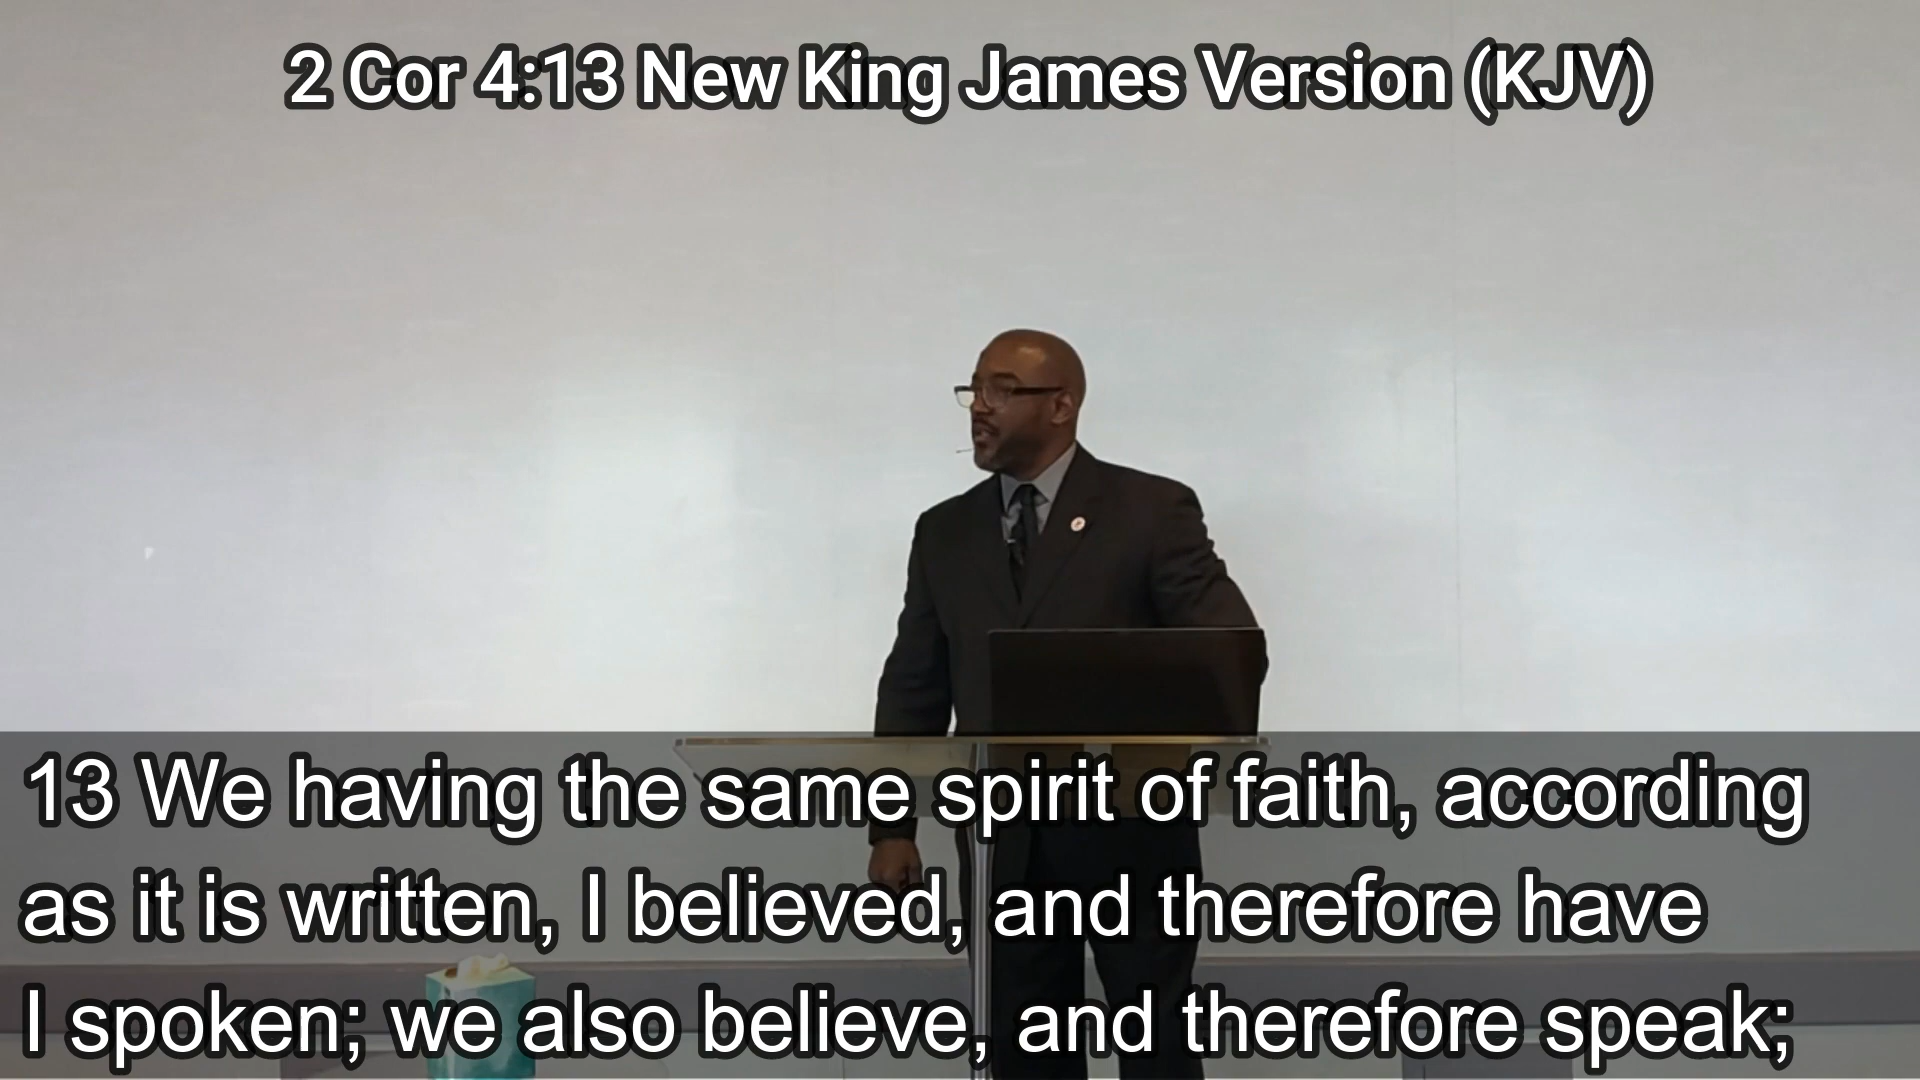 2 Cor 4:13 New King James Version (KJV)
13 We having the same spirit of faith, according
as it is written, I believed, and therefore have
I spoken; we also believe, and therefore speak;